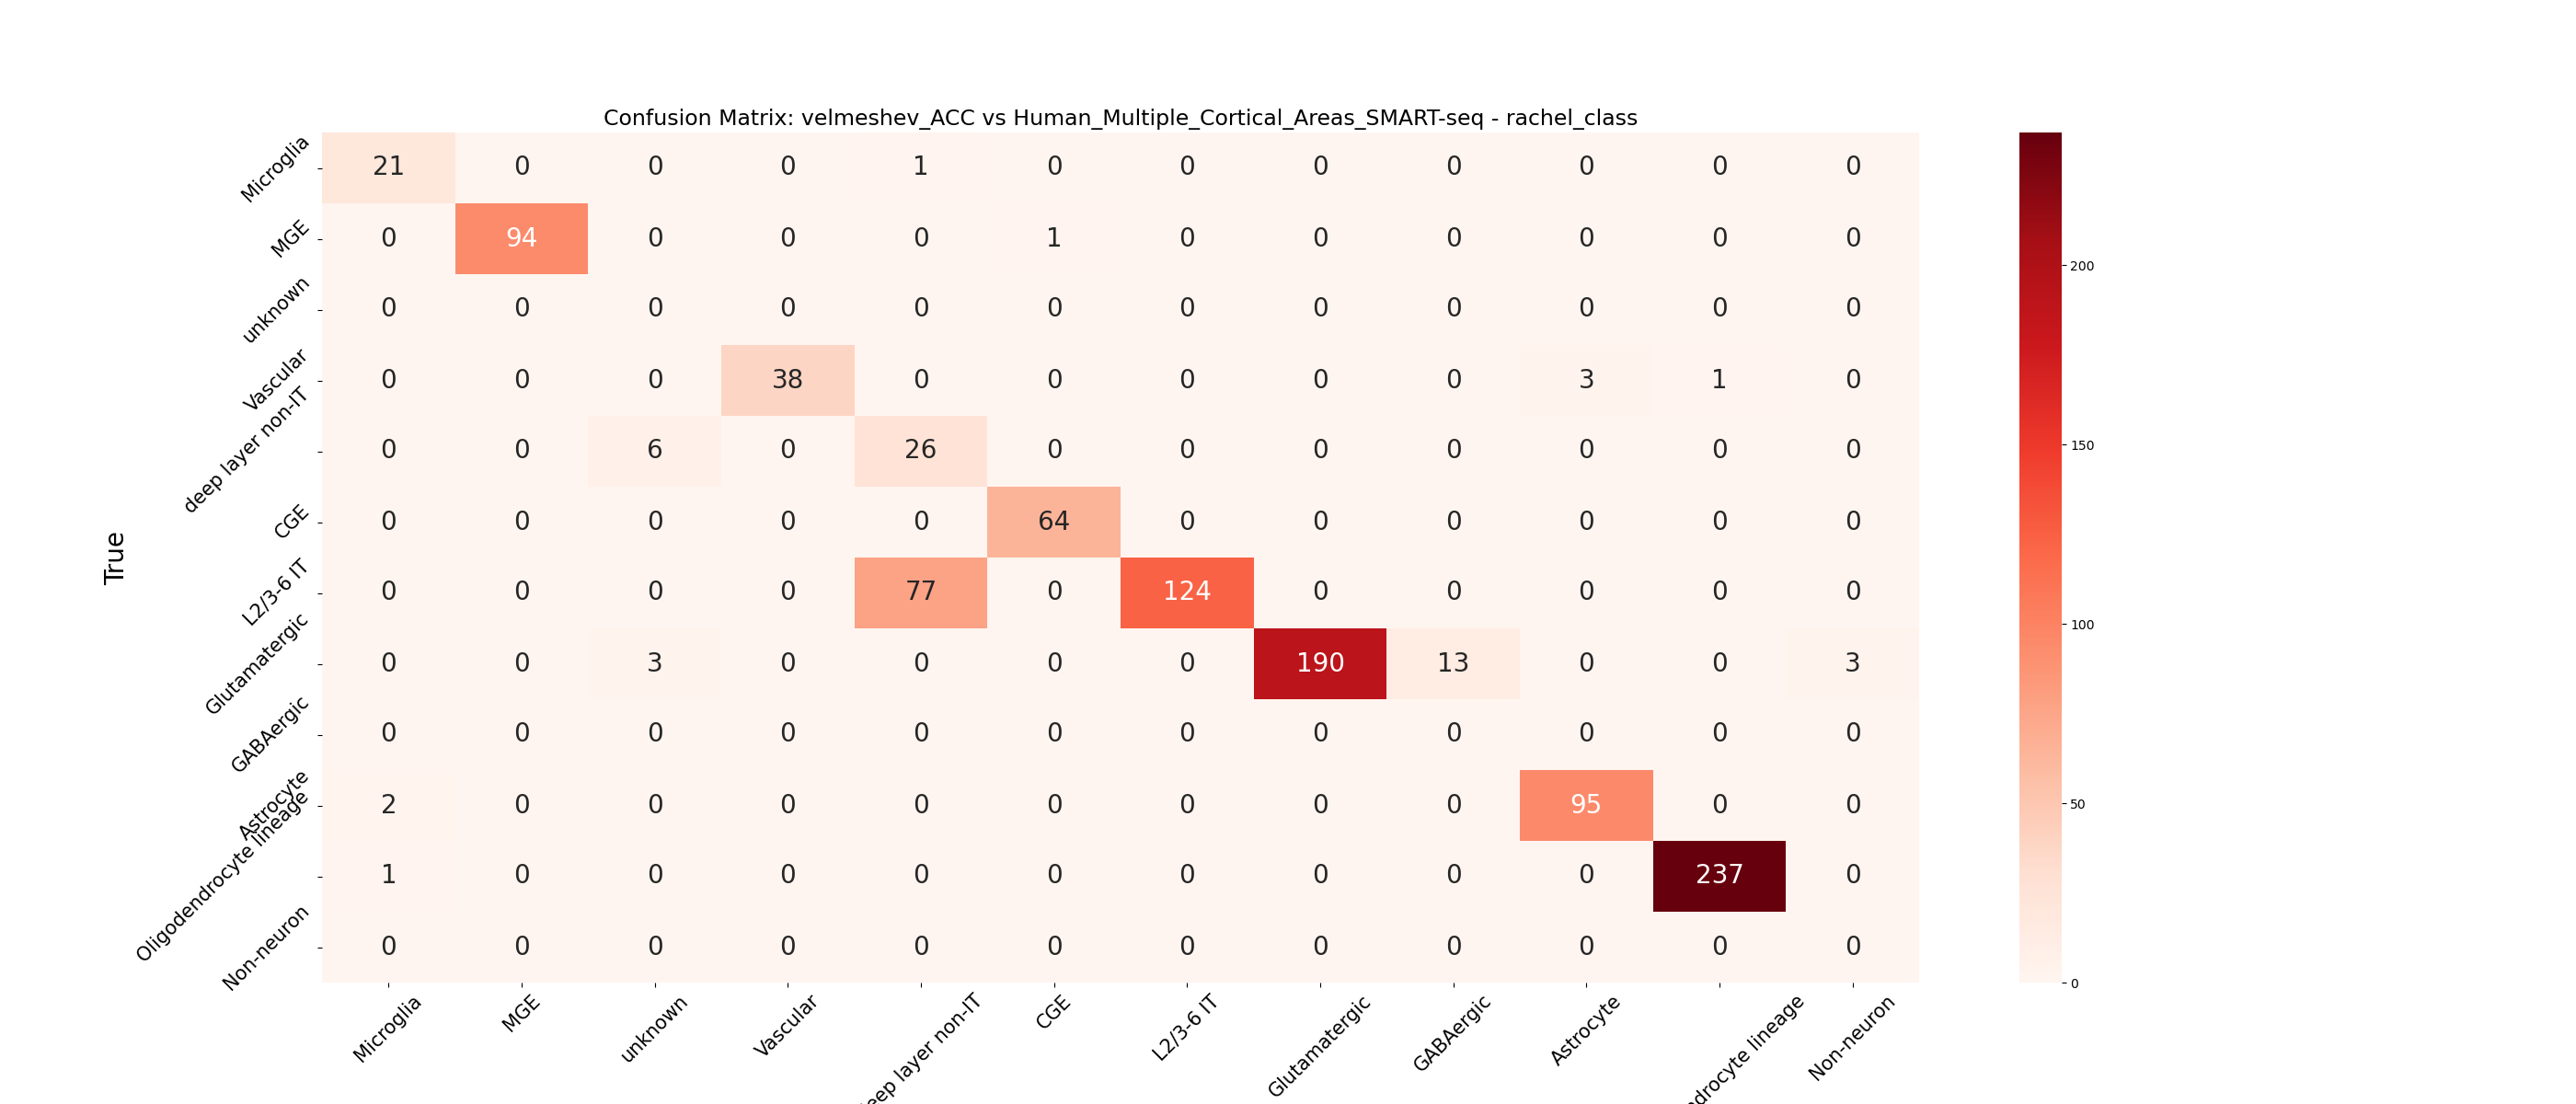 Confusion Matrix: velmeshev_ACC vs Human_Multiple_Cortical_Areas_SMART-seq - rachel_class
True
Microglia 21 0 0 0 1 0 0 0 0 0 0 0
MGE 0 94 0 0 0 1 0 0 0 0 0 0
unknown 0 0 0 0 0 0 0 0 0 0 0 0
Vascular 0 0 0 38 0 0 0 0 0 3 1 0
deep layer non-IT 0 0 6 0 26 0 0 0 0 0 0 0
CGE 0 0 0 0 0 64 0 0 0 0 0 0
L2/3-6 IT 0 0 0 0 77 0 124 0 0 0 0 0
Glutamatergic 0 0 3 0 0 0 0 190 13 0 0 3
GABAergic 0 0 0 0 0 0 0 0 0 0 0 0
Astrocyte 2 0 0 0 0 0 0 0 0 95 0 0
Oligodendrocyte lineage 1 0 0 0 0 0 0 0 0 0 237 0
Non-neuron 0 0 0 0 0 0 0 0 0 0 0 0
Microglia MGE unknown Vascular eep layer non-IT CGE L2/3-6 IT Glutamatergic GABAergic Astrocyte ndrocyte lineage Non-neuron
200
150
100
50
0